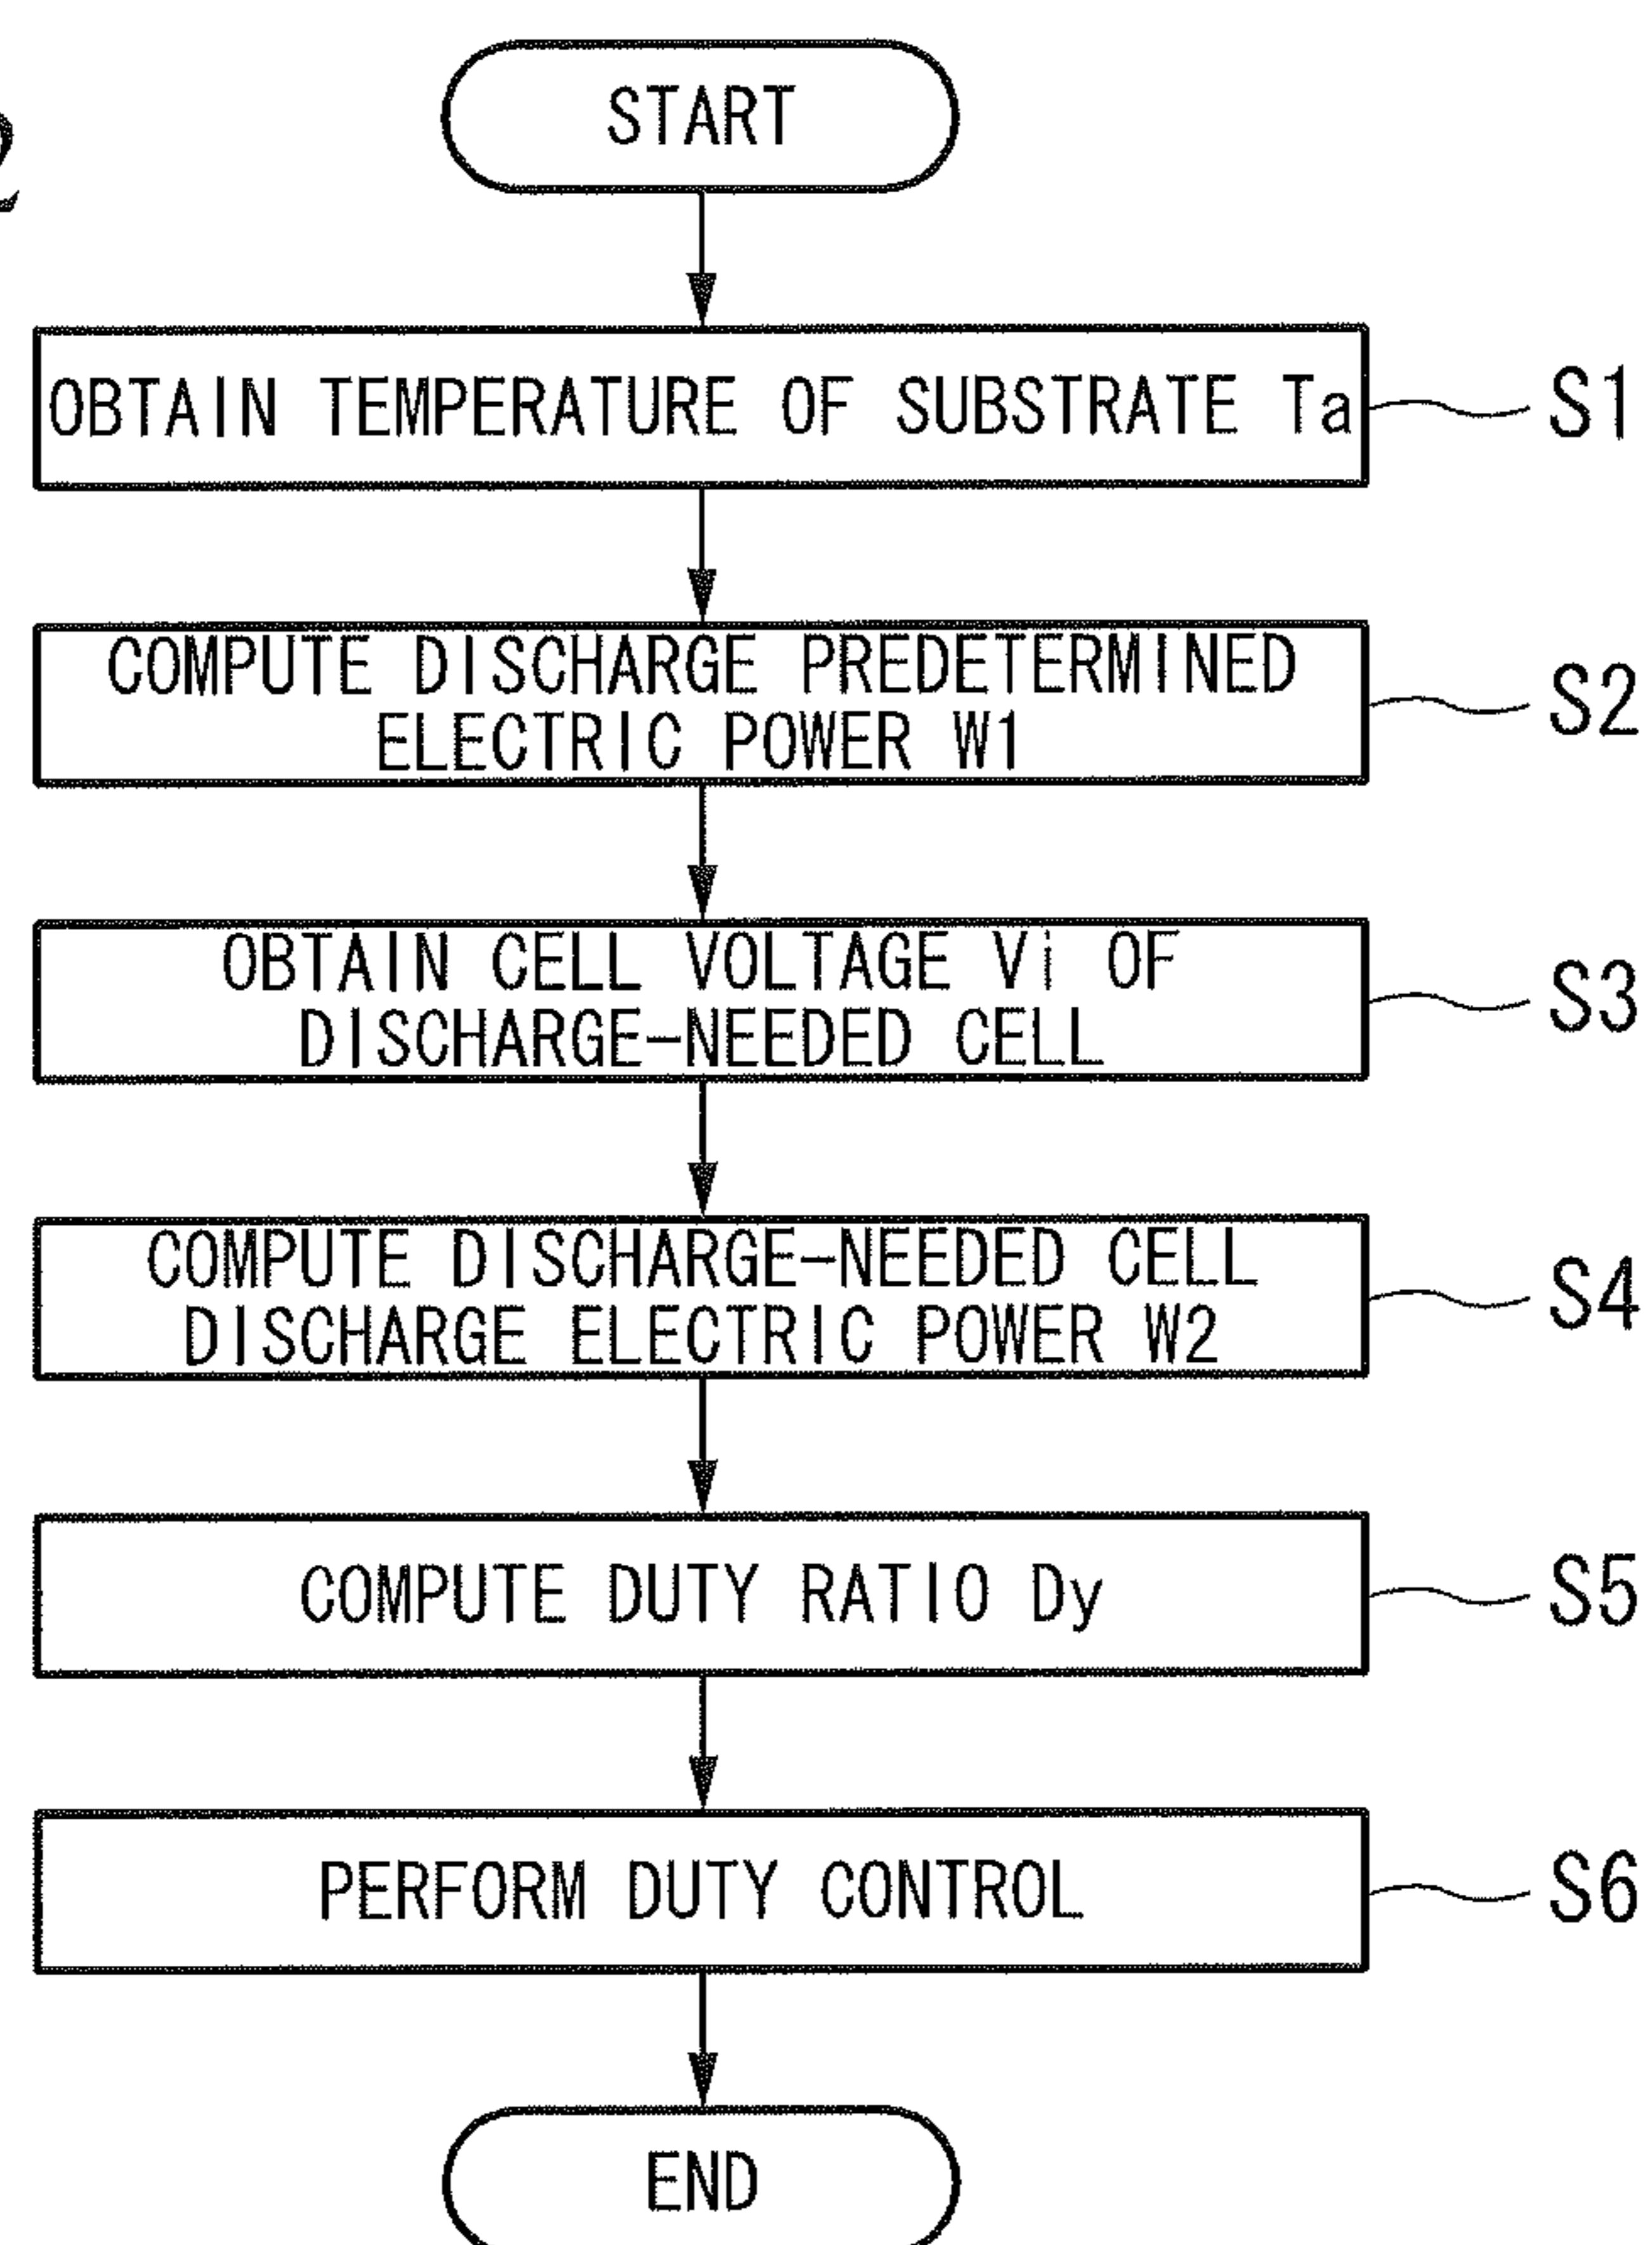 2
START
OBTAIN TEMPERATURE OF SUBSTRATE Ta
S1
COMPUTE DISCHARGE PREDETERMINED
ELECTRIC POWER W1
S2
OBTAIN CELL VOLTAGE Vi OF
DISCHARGE-NEEDED CELL
S3
COMPUTE DISCHARGE-NEEDED CELL
DISCHARGE ELECTRIC POWER W2
S4
COMPUTE DUTY RATIO Dy
S5
PERFORM DUTY CONTROL
S6
END